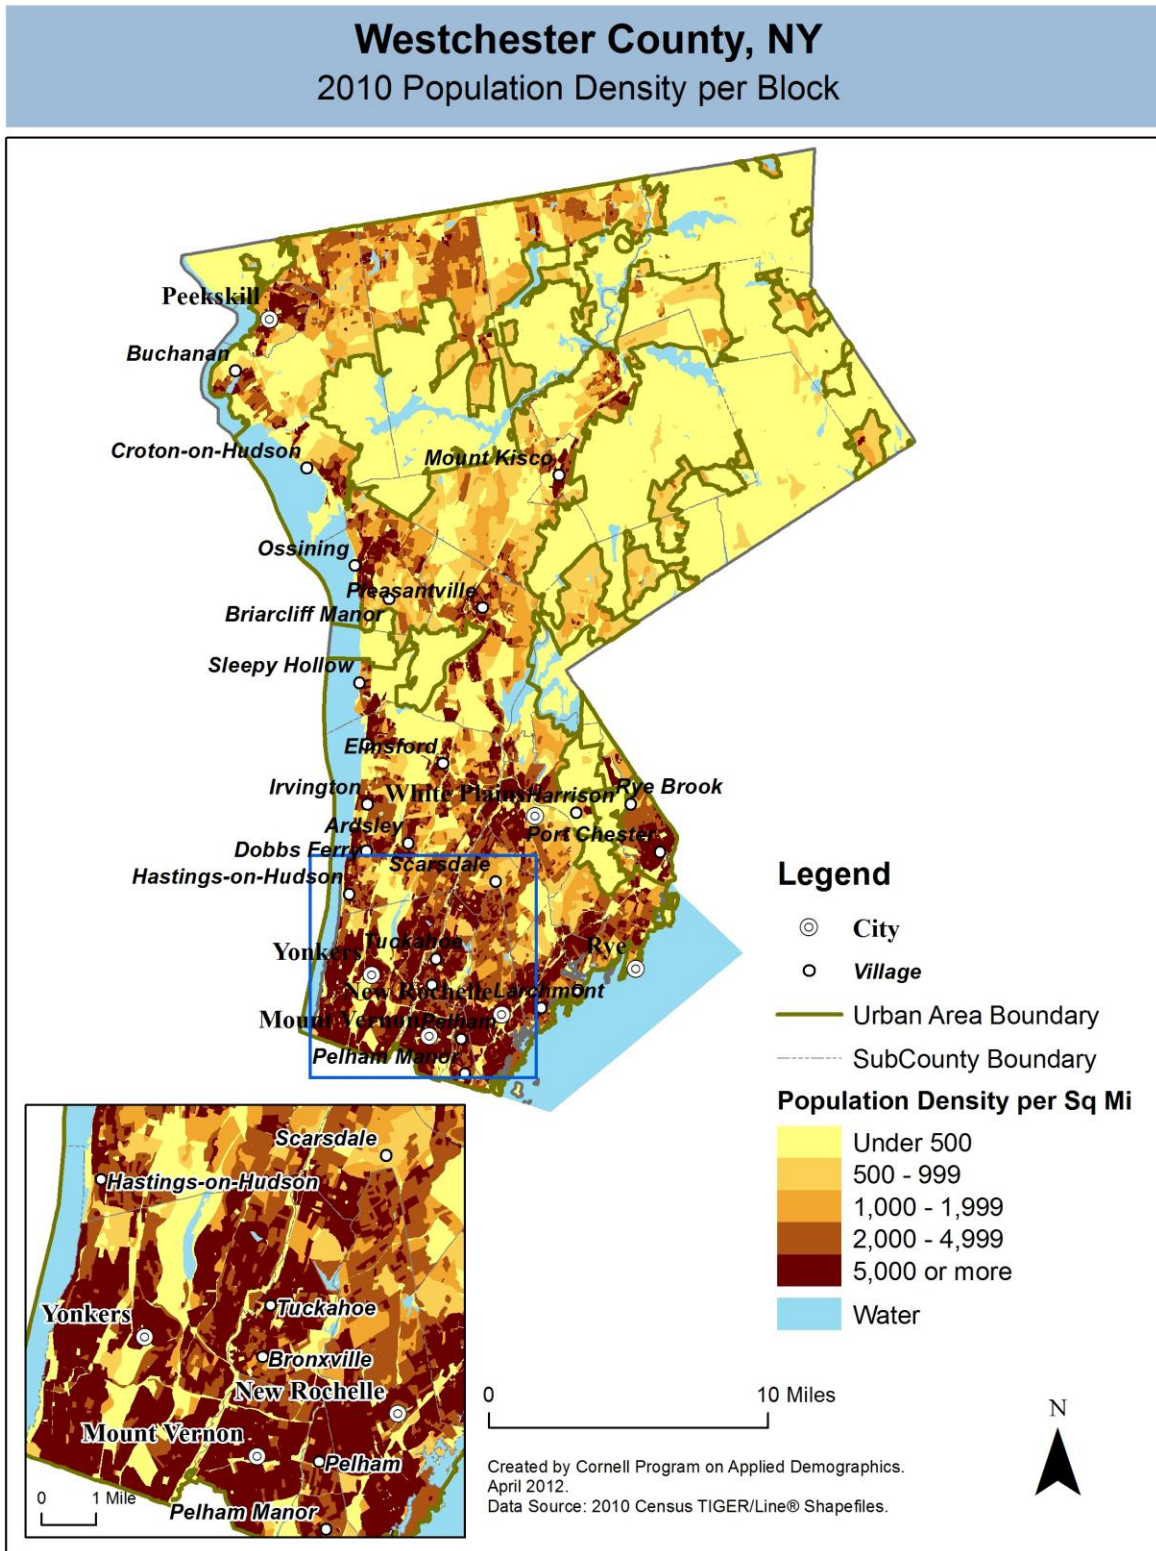 Westchester County, NY
2010 Population Density per Block
Peekskill
Buchanan
Croton-on-Hudson
Mount Kisco
Ossining
Pleasantville
Briarcliff Manor
Sleepy Hollow
Elmsford
Irvington
White Plains
Harrison
Rye Brook
Ardsley
Port Chester
Dobbs Ferry
Scarsdale
Hastings-on-Hudson
Tuckahoe
Yonkers
Rye
New Rochelle
Larchmont
Mount Vernon
Pelham
Pelham Manor
Legend
City
Village
Urban Area Boundary
SubCounty Boundary
Population Density per Sq Mi
Under 500
500 - 999
1,000 - 1,999
2,000 - 4,999
5,000 or more
Water
Scarsdale
Hastings-on-Hudson
Tuckahoe
Yonkers
Bronxville
New Rochelle
Mount Vernon
Pelham
Pelham Manor
0 1 Mile
0 10 Miles
N
Created by Cornell Program on Applied Demographics.
April 2012.
Data Source: 2010 Census TIGER/Line® Shapefiles.